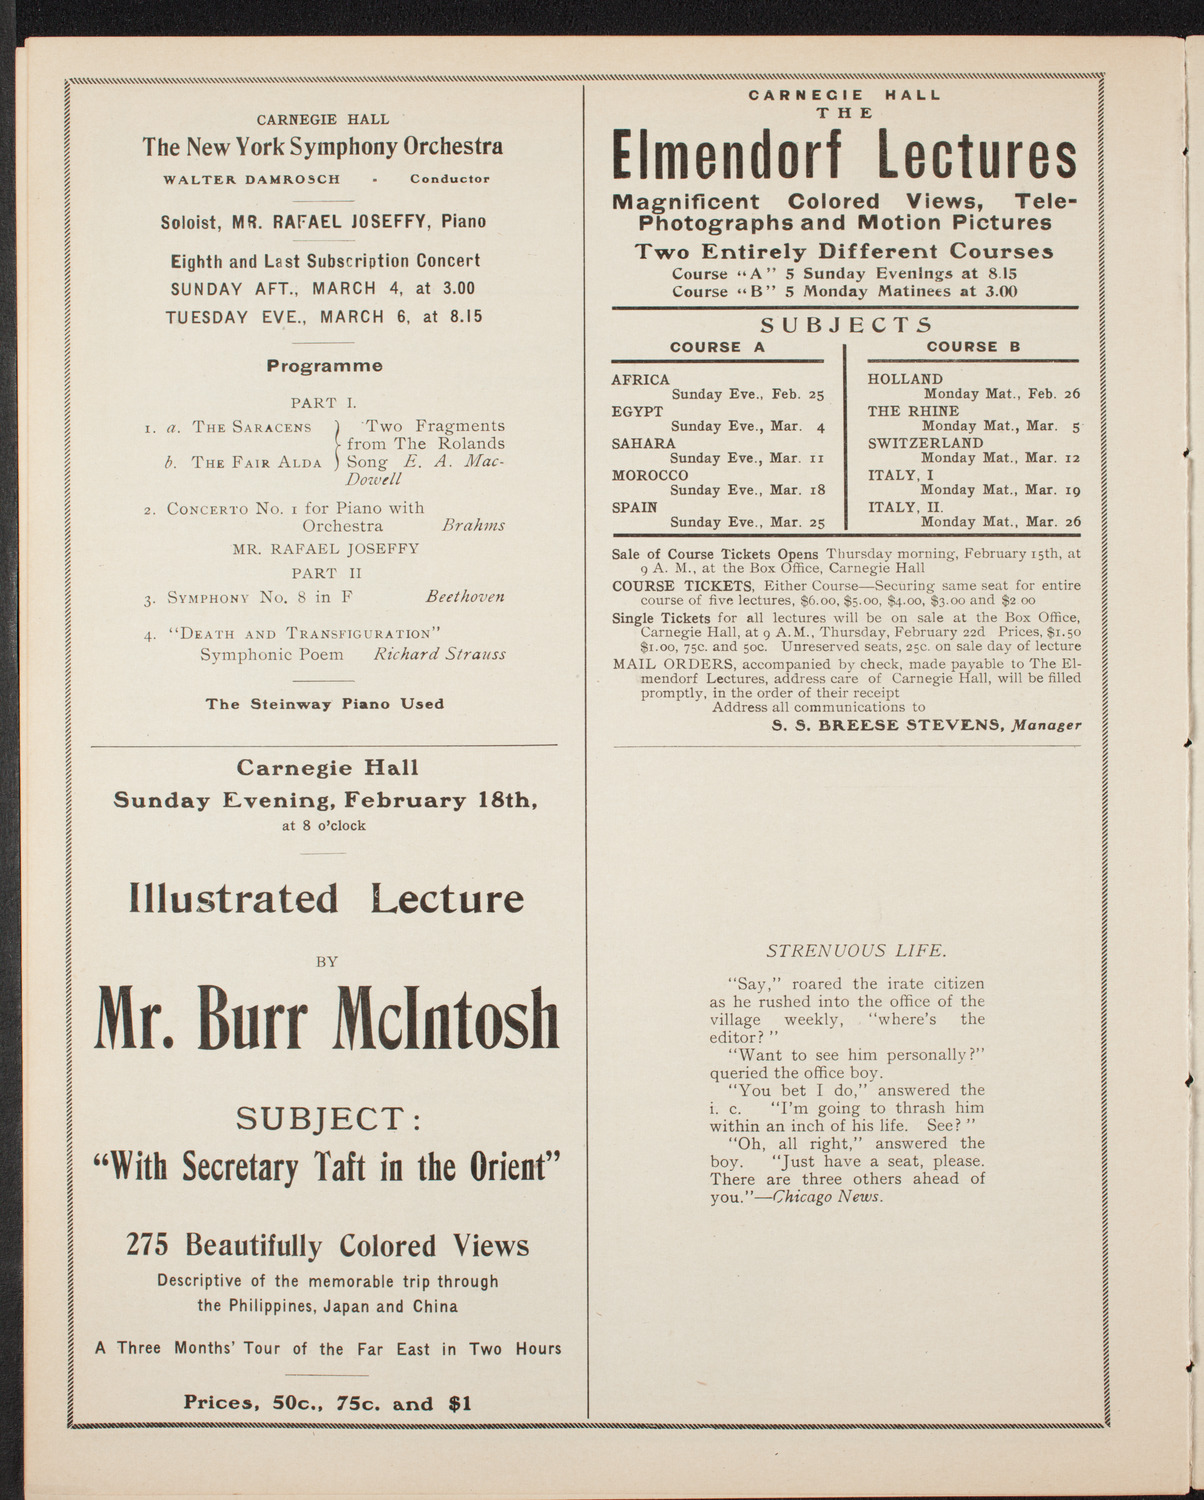 CARNEGIE HALL
The New York Symphony Orchestra
WALTER DAMROSCH - Conductor
Soloist, MR. RAFAEL JOSEFFY, Piano
Eighth and Last Subscription Concert
SUNDAY AFT., MARCH 4, at 3.00
TUESDAY EVE., MARCH 6, at 8.15
Programme
PART I.
1. a. THE SARACENS } Two Fragments
from The Rolands
b. THE FAIR ALDA } Song E. A. Mac-
Dowell
2. CONCERTO No. 1 for Piano with
Orchestra Brahms
MR. RAFAEL JOSEFFY
PART II
3. SYMPHONY No. 8 in F Beethoven
4. "DEATH AND TRANSFIGURATION"
Symphonic Poem Richard Strauss
The Steinway Piano Used
Carnegie Hall
Sunday Evening, February 18th,
at 8 o'clock
Illustrated Lecture
BY
Mr. Burr McIntosh
SUBJECT:
"With Secretary Taft in the Orient"
275 Beautifully Colored Views
Descriptive of the memorable trip through
the Philippines, Japan and China
A Three Months' Tour of the Far East in Two Hours
Prices, 50c., 75c. and $1
CARNEGIE HALL
THE
Elmendorf Lectures
Magnificent Colored Views, Tele-
Photographs and Motion Pictures
Two Entirely Different Courses
Course "A" 5 Sunday Evenings at 8.15
Course "B" 5 Monday Matinees at 3.00
SUBJECTS
COURSE A
AFRICA
Sunday Eve., Feb. 25
EGYPT
Sunday Eve., Mar. 4
SAHARA
Sunday Eve., Mar. 11
MOROCCO
Sunday Eve., Mar. 18
SPAIN
Sunday Eve., Mar. 25
COURSE B
HOLLAND
Monday Mat., Feb. 26
THE RHINE
Monday Mat., Mar. 5
SWITZERLAND
Monday Mat., Mar. 12
ITALY, I
Monday Mat., Mar. 19
ITALY, II.
Monday Mat., Mar. 26
Sale of Course Tickets Opens Thursday morning, February 15th, at
9 A. M., at the Box Office, Carnegie Hall
COURSE TICKETS, Either Course—Securing same seat for entire
course of five lectures, $6.00, $5.00, $4.00, $3.00 and $2 00
Single Tickets for all lectures will be on sale at the Box Office,
Carnegie Hall, at 9 A.M., Thursday, February 22d Prices, $1.50
$1.00, 75c. and 50c. Unreserved seats, 25c. on sale day of lecture
MAIL ORDERS, accompanied by check, made payable to The El-
mendorf Lectures, address care of Carnegie Hall, will be filled
promptly, in the order of their receipt
Address all communications to
S. S. BREESE STEVENS, Manager
STRENUOUS LIFE.
"Say," roared the irate citizen
as he rushed into the office of the
village weekly, "where's the
editor?"
"Want to see him personally?"
queried the office boy.
"You bet I do," answered the
i. c. "I'm going to thrash him
within an inch of his life. See?"
"Oh, all right," answered the
boy. "Just have a seat, please.
There are three others ahead of
you."—Chicago News.